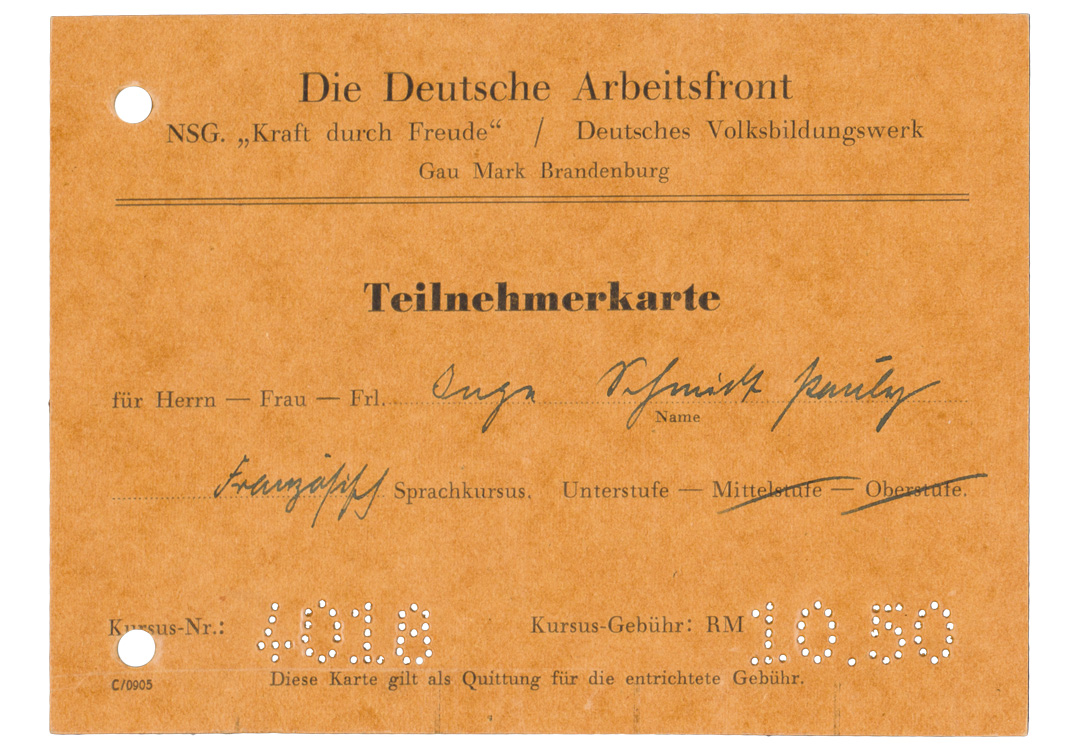 Die Deutsche Arbeitsfront
NSG. „Kraft durch Freude“ / Deutsches Volksbildungswerk
Gau Mark Brandenburg
Teilnehmerkarte
für Herrn — Frau — Frl. Inga Schmidt Pauly
Name
Französisch Sprachkursus. Unterstufe — Mittelstufe — Oberstufe.
Kursus-Nr.: 4018 Kursus-Gebühr: RM 10.50
C/0905 Diese Karte gilt als Quittung für die entrichtete Gebühr.